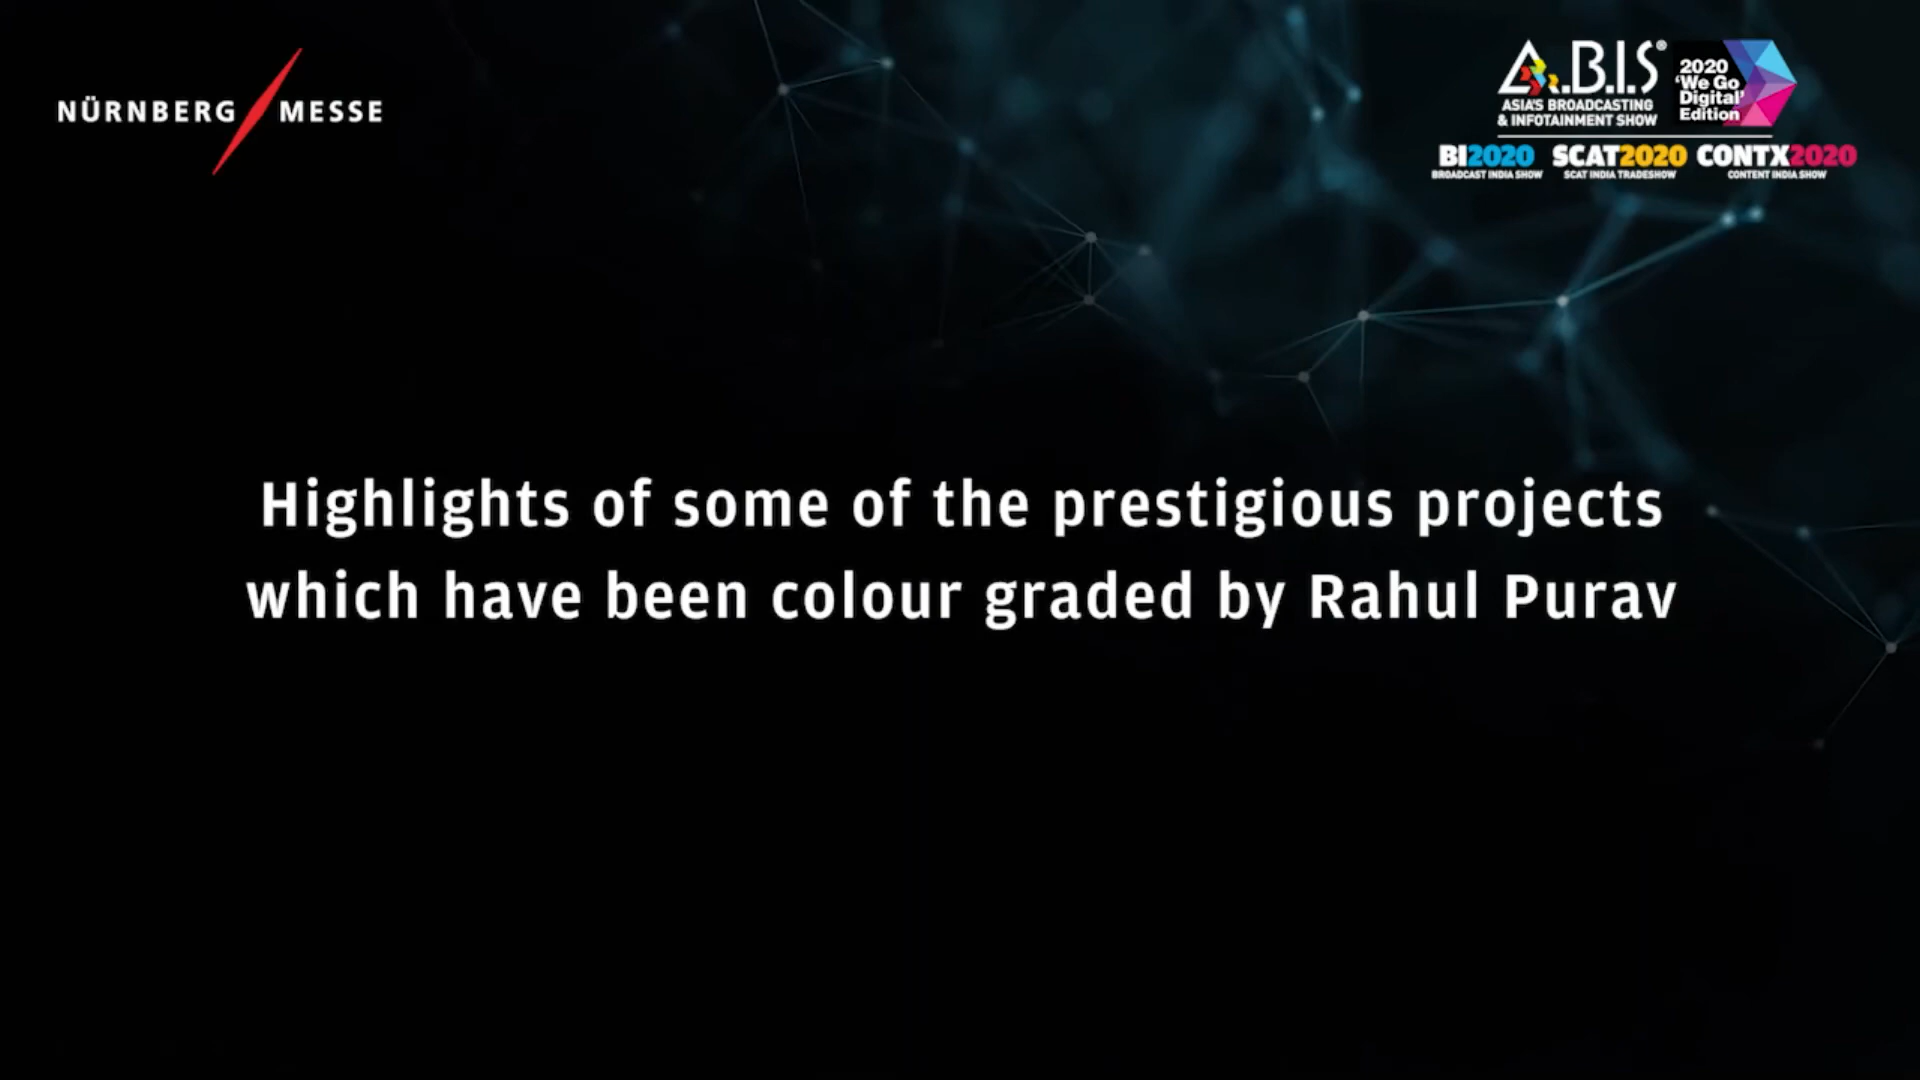 NÜRNBERG MESSE
A.B.I.S®
ASIA'S BROADCASTING
& INFOTAINMENT SHOW
2020
'We Go
Digital'
Edition
BI2020 SCAT2020 CONTX2020
BROADCAST INDIA SHOW SCAT INDIA TRADESHOW CONTENT INDIA SHOW
Highlights of some of the prestigious projects
which have been colour graded by Rahul Purav